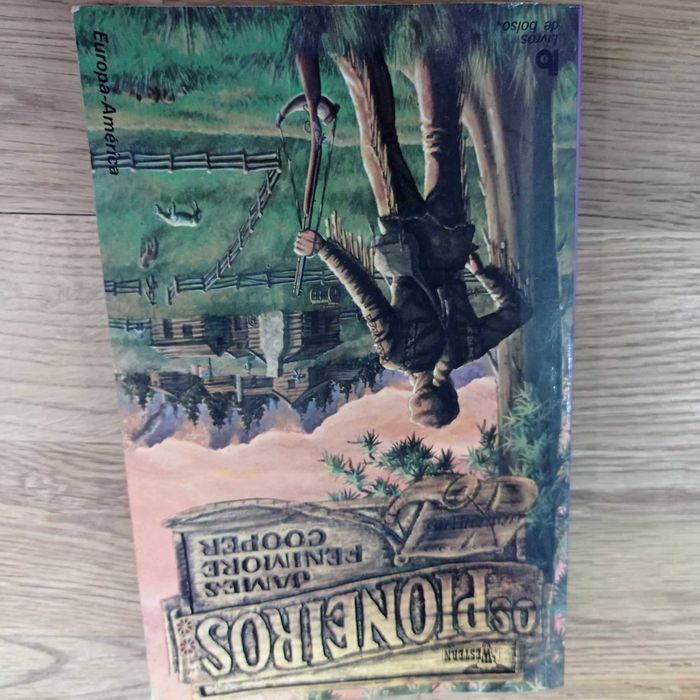 WESTERN
OS PIONEIROS**
JAMES
FENIMORE
COOPER
Livros
de bolso
Europa-América